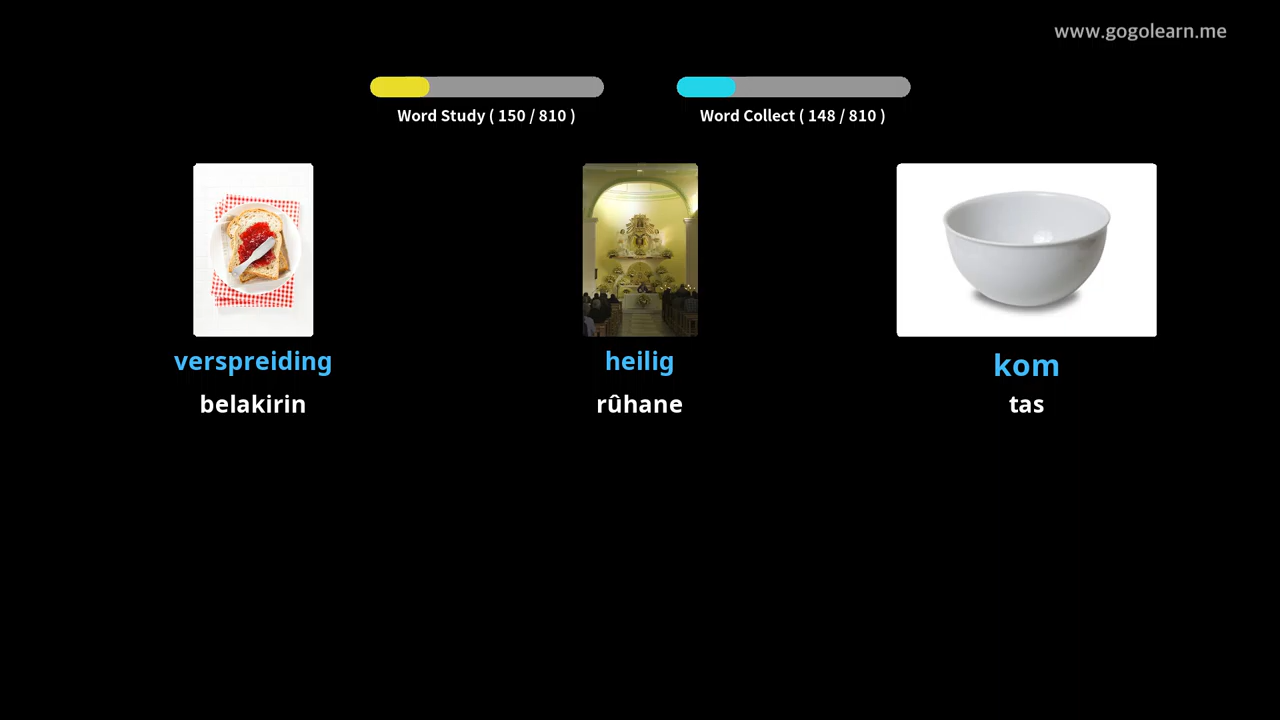 www.gogolearn.me
Word Study ( 150 / 810 )
Word Collect ( 148 / 810 )
verspreiding
heilig
kom
belakirin
rûhane
tas